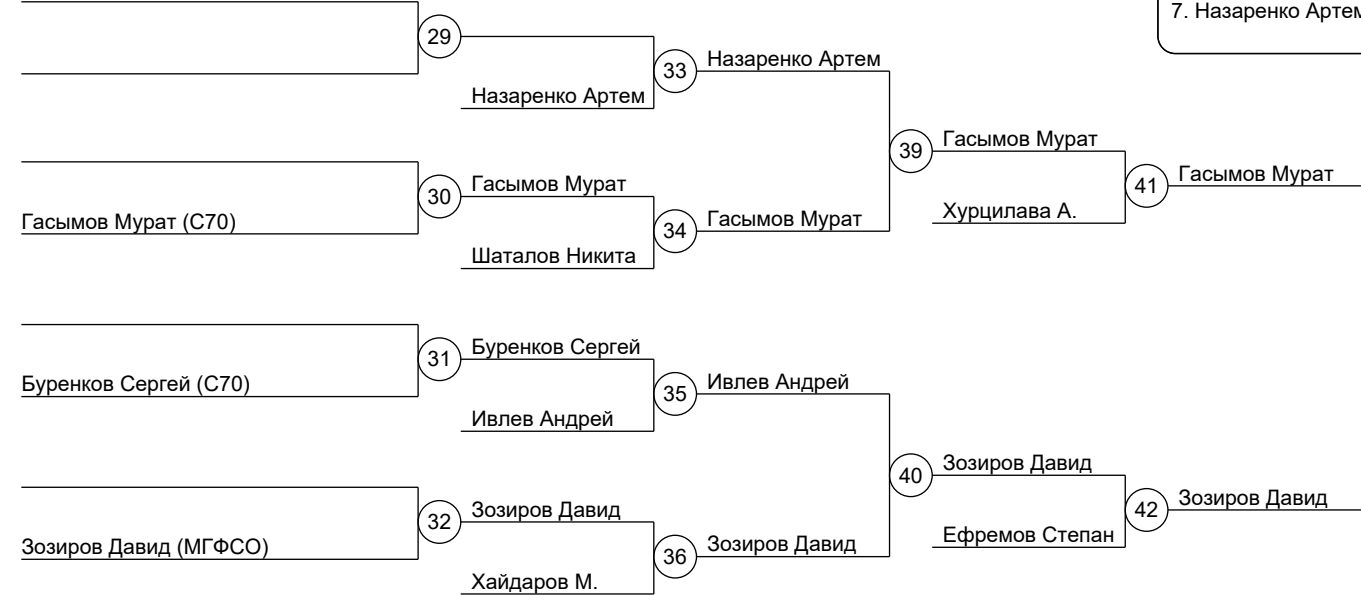 7. Назаренко Артем
29
33
Назаренко Артем
Назаренко Артем
39
Гасымов Мурат
30
Гасымов Мурат
41
Гасымов Мурат
Гасымов Мурат (С70)
34
Гасымов Мурат
Хурцилава А.
Шаталов Никита
31
Буренков Сергей
Буренков Сергей (С70)
35
Ивлев Андрей
Ивлев Андрей
40
Зозиров Давид
32
Зозиров Давид
42
Зозиров Давид
Зозиров Давид (МГФСО)
36
Зозиров Давид
Ефремов Степан
Хайдаров М.